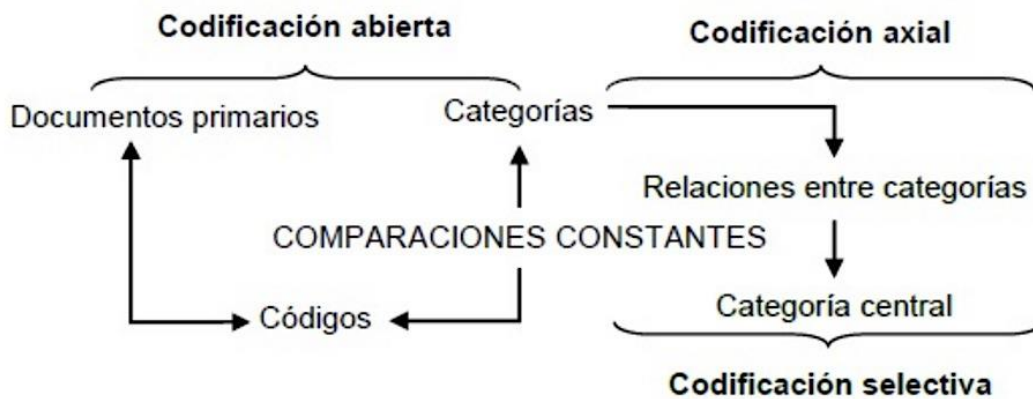 Codificación abierta
Codificación axial
Documentos primarios
Categorías
Relaciones entre categorías
COMPARACIONES CONSTANTES
Códigos
Categoría central
Codificación selectiva